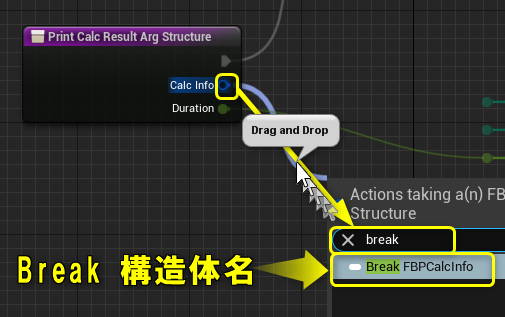 Print Calc Result Arg Structure
Calc Info
Duration
Drag and Drop
Actions taking a(n) FBP
Structure
break
Break FBPCalcInfo
Break 構造体名